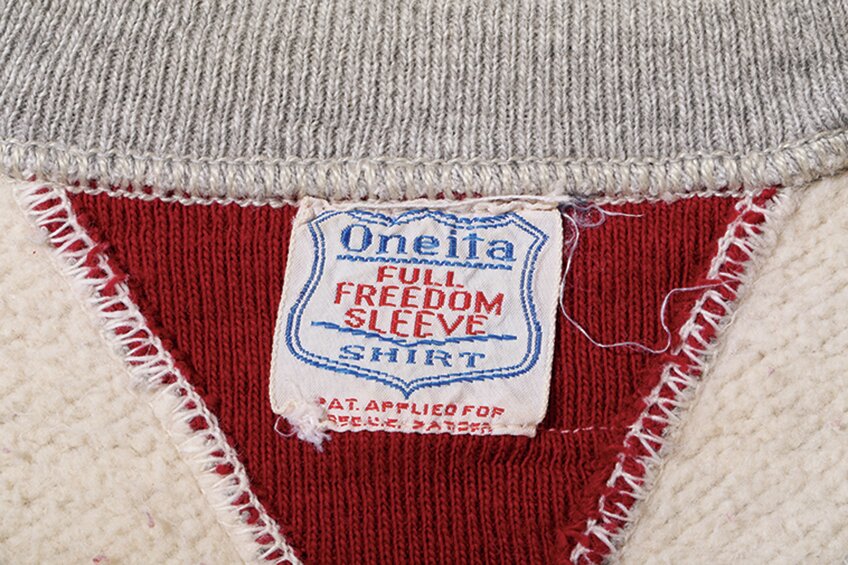 Oneita
FULL
FREEDOM
SLEEVE
SHIRT
PAT. APPLIED FOR